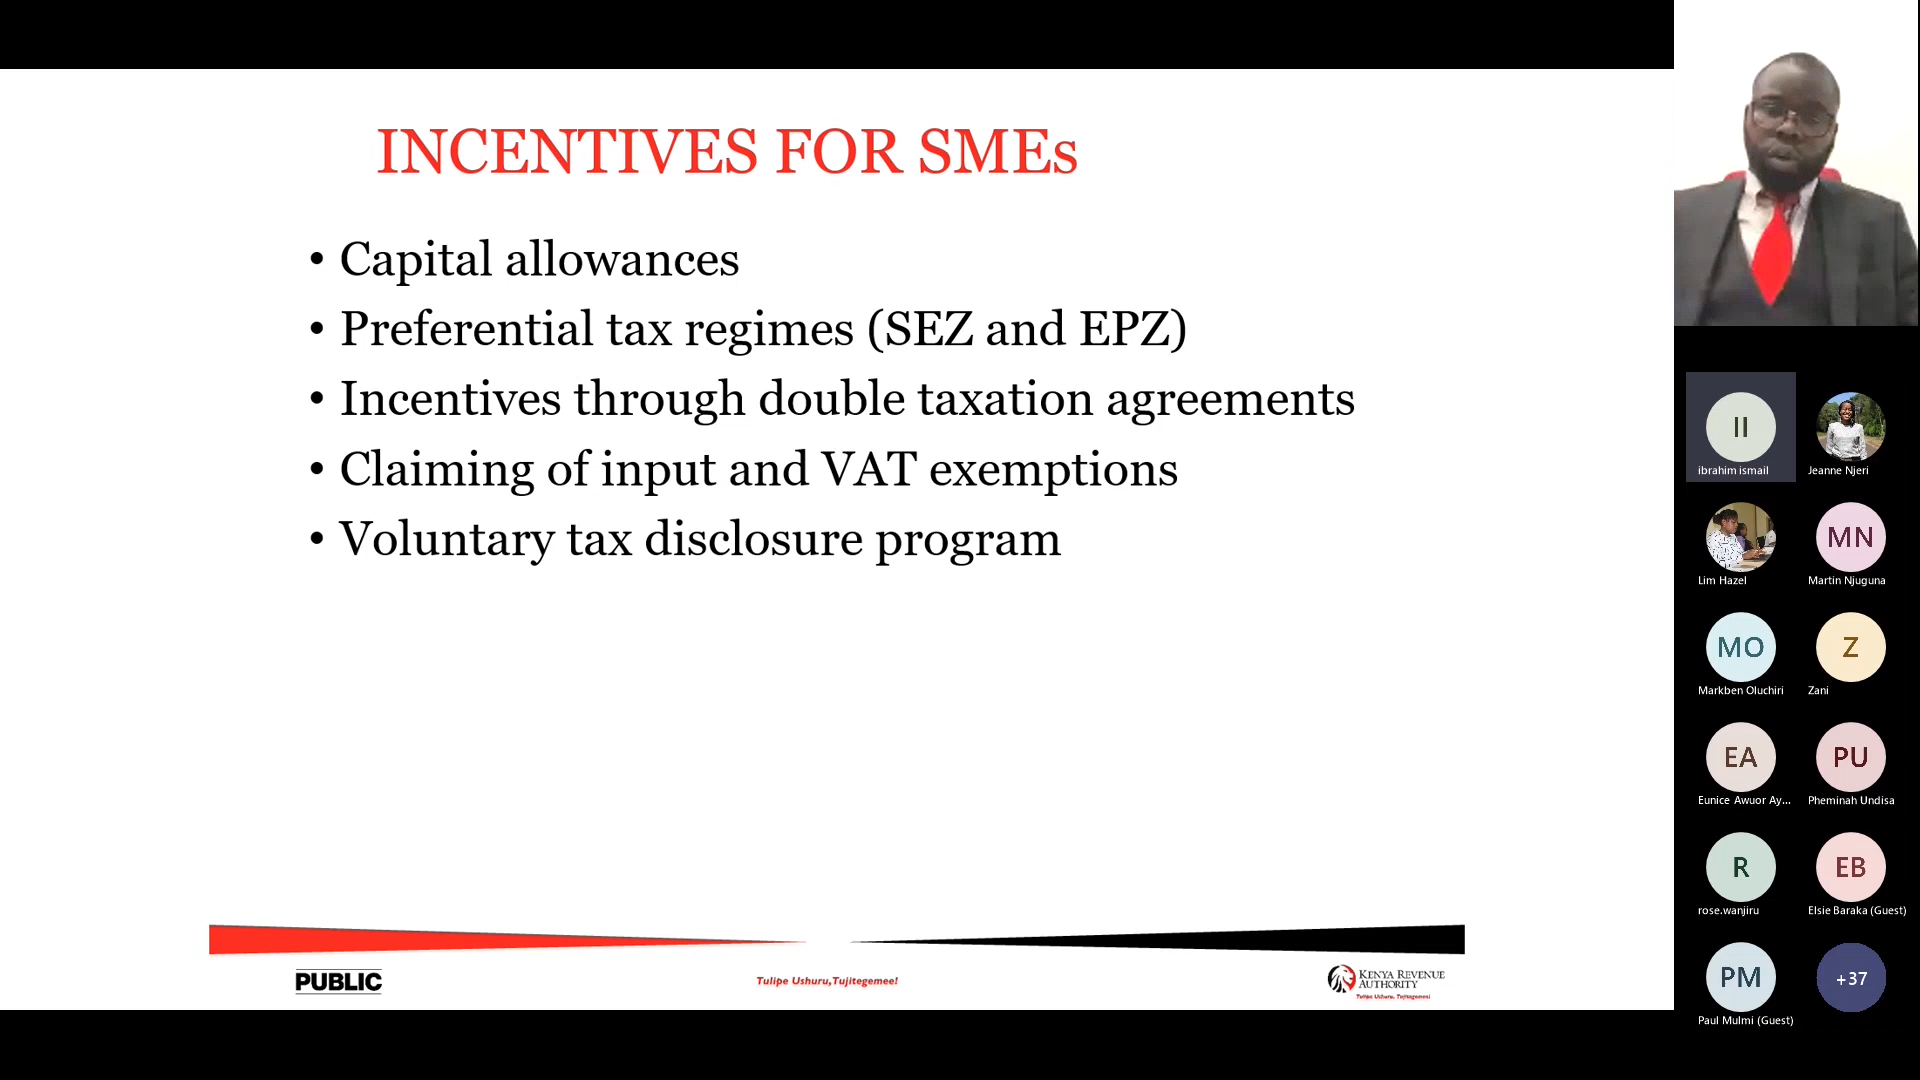 INCENTIVES FOR SMEs
• Capital allowances
• Preferential tax regimes (SEZ and EPZ)
• Incentives through double taxation agreements
• Claiming of input and VAT exemptions
• Voluntary tax disclosure program
PUBLIC
Tulipe Ushuru, Tujitegemee!
KENYA REVENUE
AUTHORITY
Tulipe Ushuru, Tujitegemee!
II
ibrahim ismail
Jeanne Njeri
Lim Hazel
MN
Martin Njuguna
MO
Markben Oluchiri
Z
Zani
EA
Eunice Awuor Ay...
PU
Pheminah Undisa
R
rose.wanjiru
EB
Elsie Baraka (Guest)
PM
Paul Mulmi (Guest)
+37